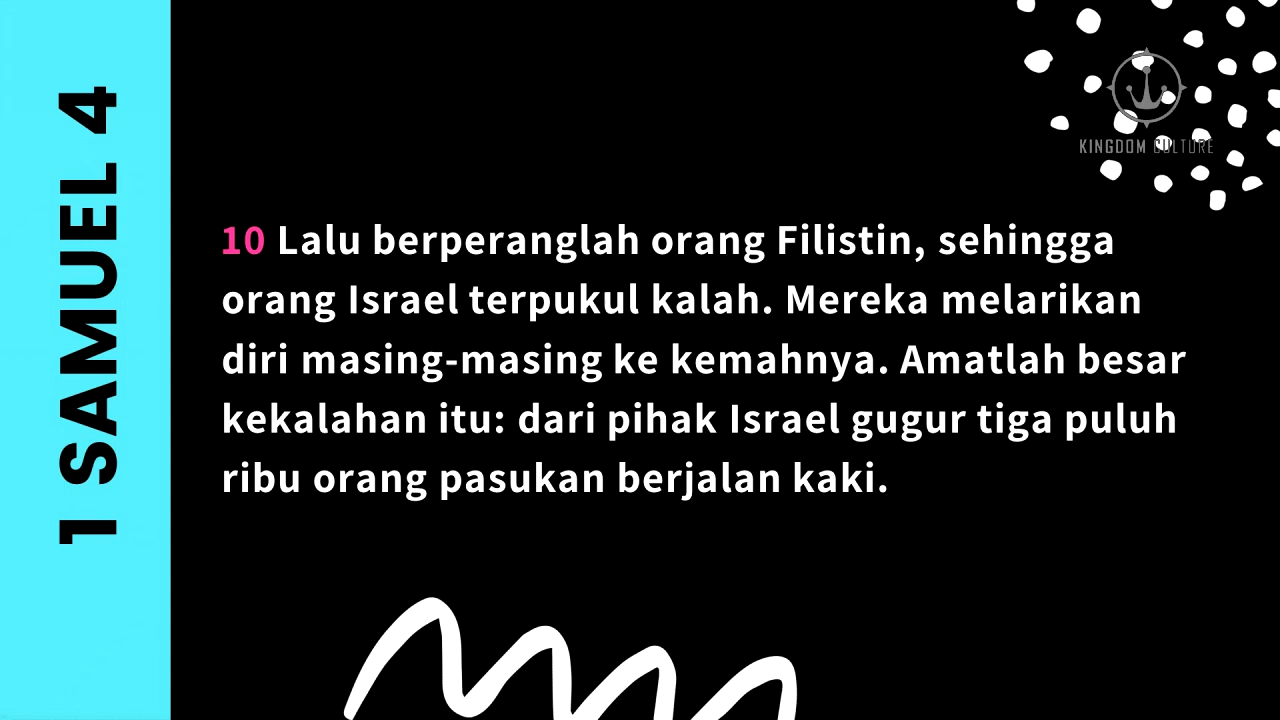 1 SAMUEL 4
KINGDOM CULTURE
10 Lalu berperanglah orang Filistin, sehingga
orang Israel terpukul kalah. Mereka melarikan
diri masing-masing ke kemahnya. Amatlah besar
kekalahan itu: dari pihak Israel gugur tiga puluh
ribu orang pasukan berjalan kaki.